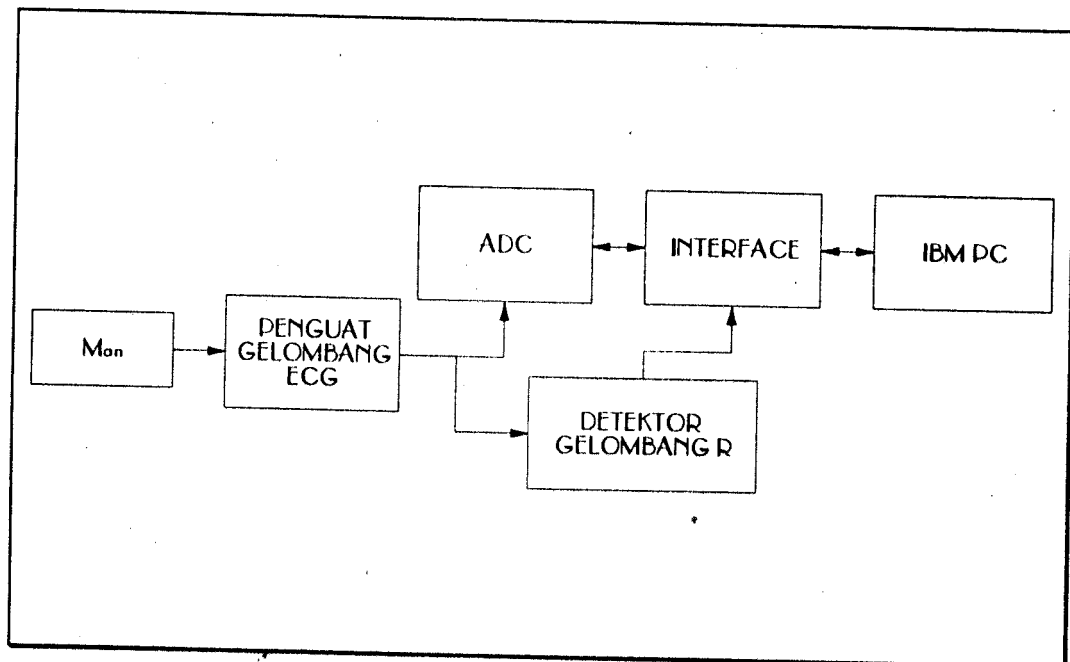 ADC
INTERFACE
IBM PC
Man
PENGUAT
GELOMBANG
ECG
DETEKTOR
GELOMBANG R